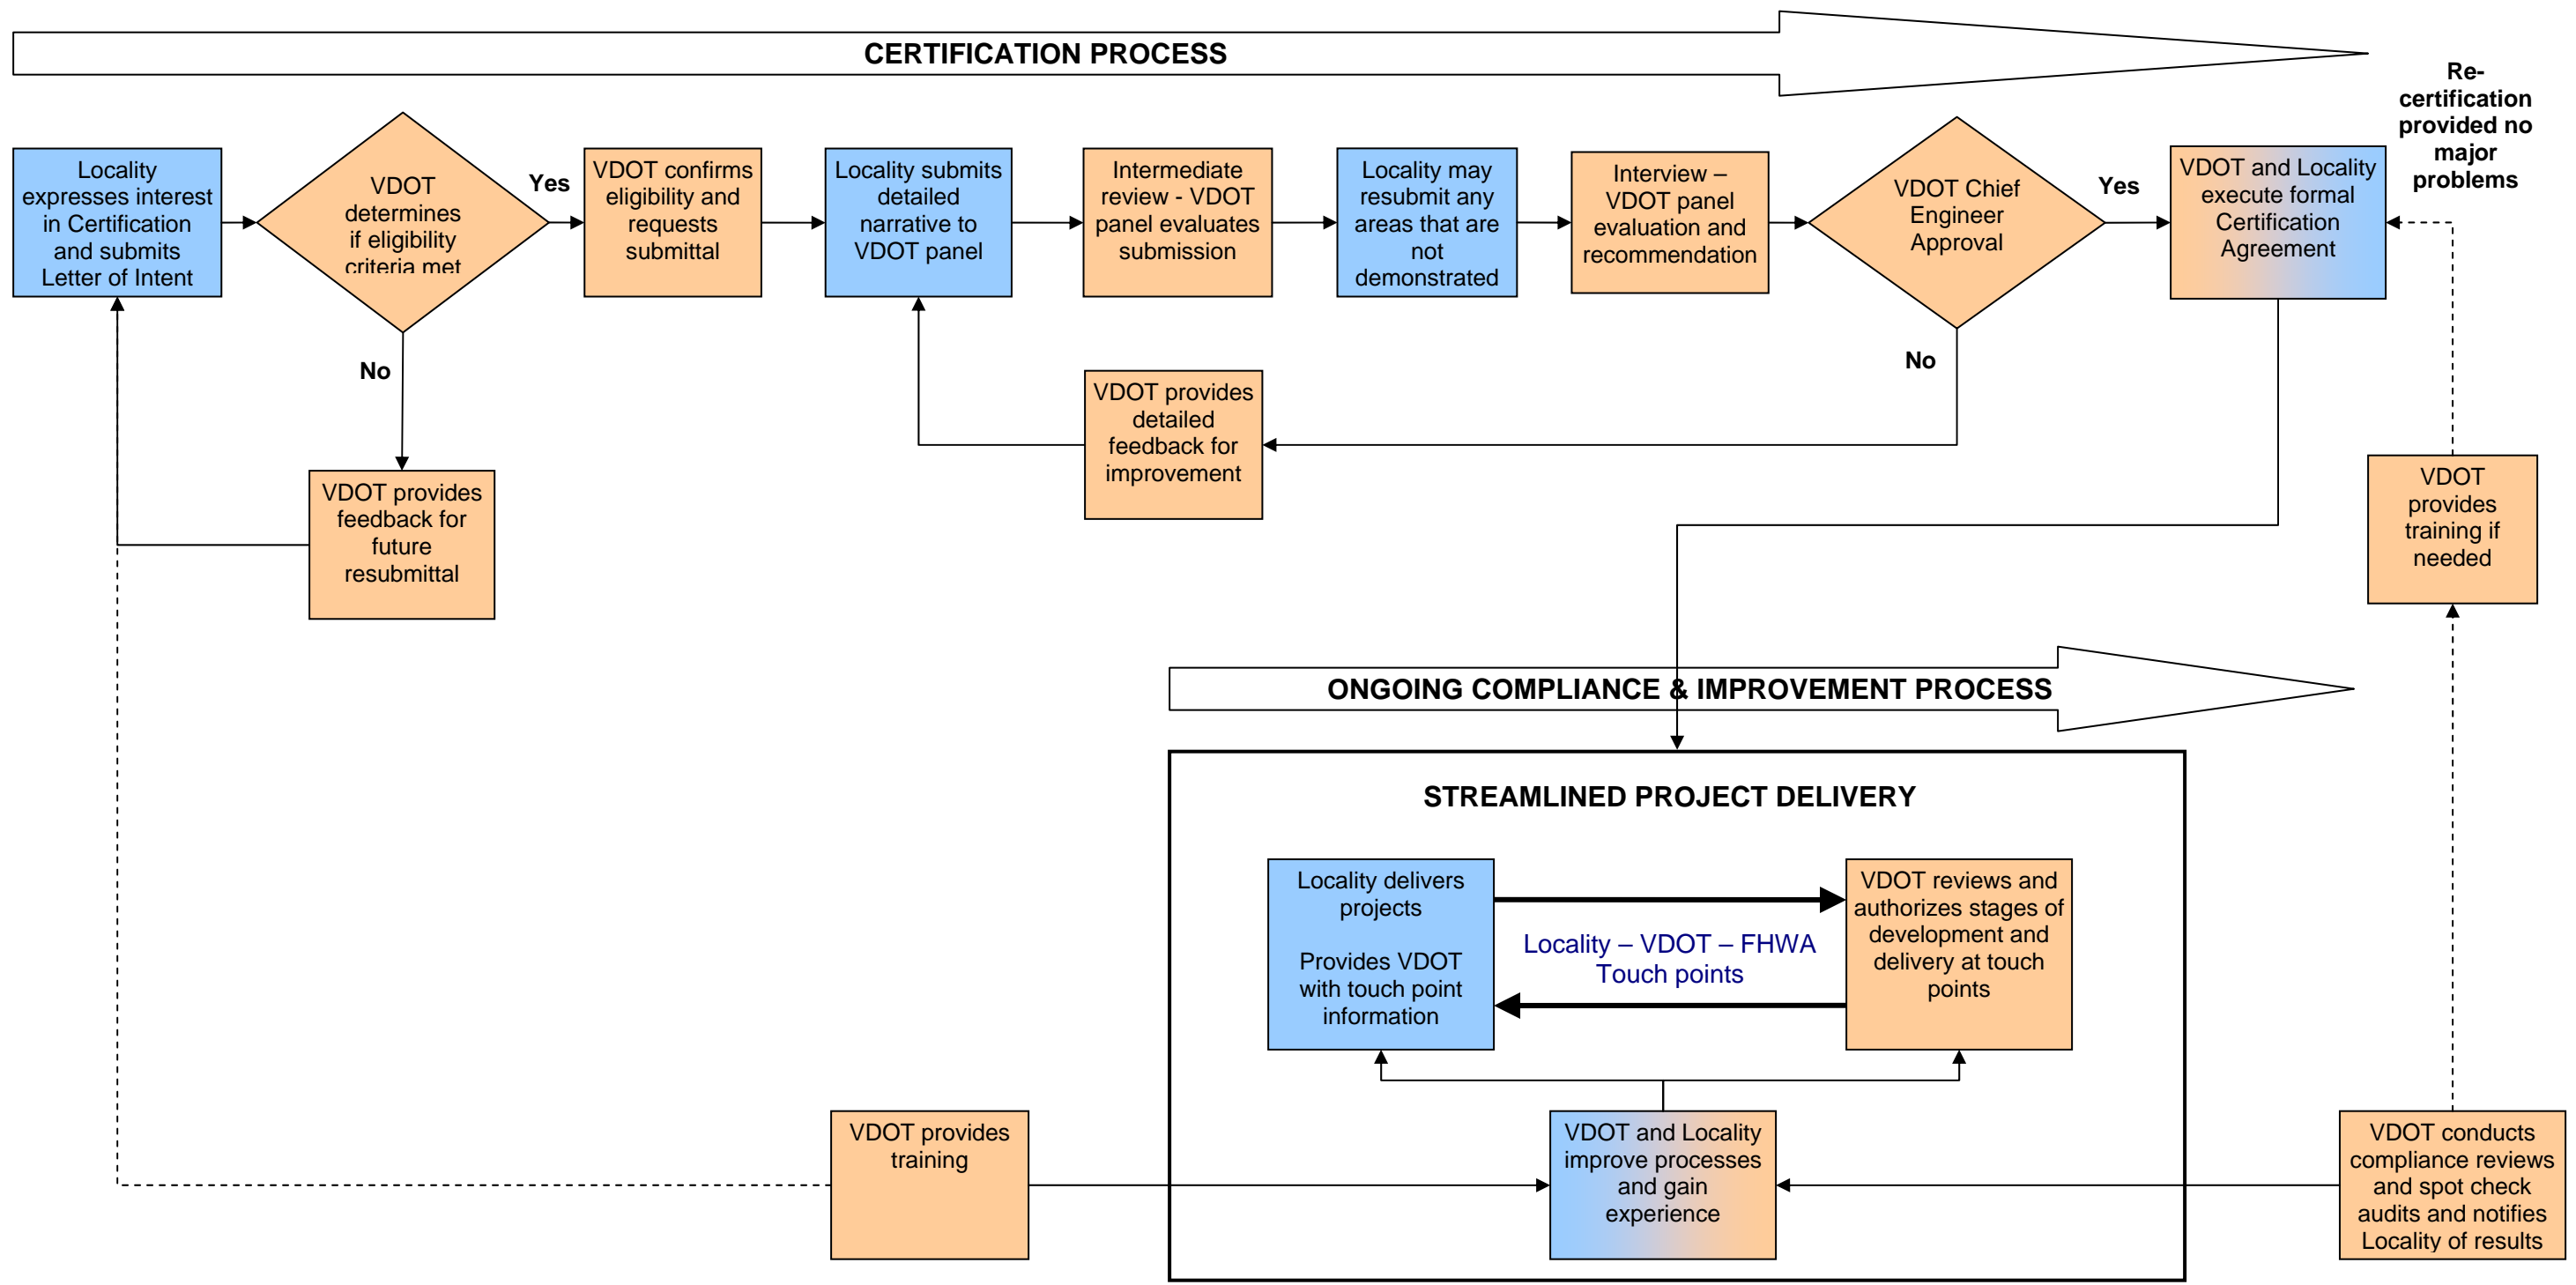 CERTIFICATION PROCESS
Re-
certification
provided no
major
problems
Locality
expresses interest
in Certification
and submits
Letter of Intent
VDOT
determines
if eligibility
criteria met
Yes
No
VDOT confirms
eligibility and
requests
submittal
Locality submits
detailed
narrative to
VDOT panel
Intermediate
review - VDOT
panel evaluates
submission
Locality may
resubmit any
areas that are
not
demonstrated
Interview –
VDOT panel
evaluation and
recommendation
VDOT Chief
Engineer
Approval
Yes
No
VDOT and Locality
execute formal
Certification
Agreement
VDOT provides
detailed
feedback for
improvement
VDOT provides
feedback for
future
resubmittal
VDOT
provides
training if
needed
ONGOING COMPLIANCE & IMPROVEMENT PROCESS
STREAMLINED PROJECT DELIVERY
Locality delivers
projects
Provides VDOT
with touch point
information
Locality – VDOT – FHWA
Touch points
VDOT reviews and
authorizes stages of
development and
delivery at touch
points
VDOT provides
training
VDOT and Locality
improve processes
and gain
experience
VDOT conducts
compliance reviews
and spot check
audits and notifies
Locality of results